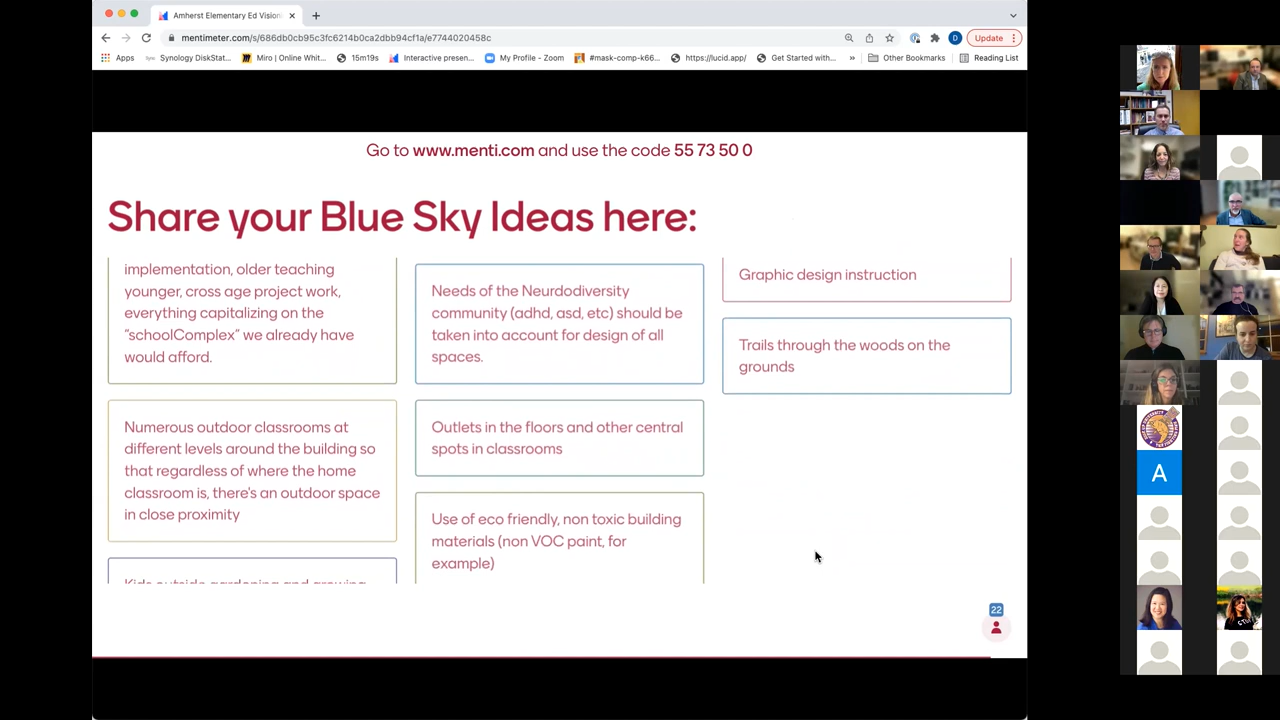 Amherst Elementary Ed Vision
mentimeter.com/s/686db0cb95c3fc6214b0ca2dbb94cf1a/e7744020458c
Update
Apps
Synology DiskStat...
Miro | Online Whit...
15m19s
Interactive presen...
My Profile - Zoom
#mask-comp-k66...
https://lucid.app/
Get Started with...
»
Other Bookmarks
Reading List
Go to www.menti.com and use the code 55 73 50 0
Share your Blue Sky Ideas here:
implementation, older teaching
younger, cross age project work,
everything capitalizing on the
“schoolComplex” we already have
would afford.
Numerous outdoor classrooms at
different levels around the building so
that regardless of where the home
classroom is, there's an outdoor space
in close proximity
Kids outside gardening and growing
Needs of the Neurdodiversity
community (adhd, asd, etc) should be
taken into account for design of all
spaces.
Outlets in the floors and other central
spots in classrooms
Use of eco friendly, non toxic building
materials (non VOC paint, for
example)
Graphic design instruction
Trails through the woods on the
grounds
22
A